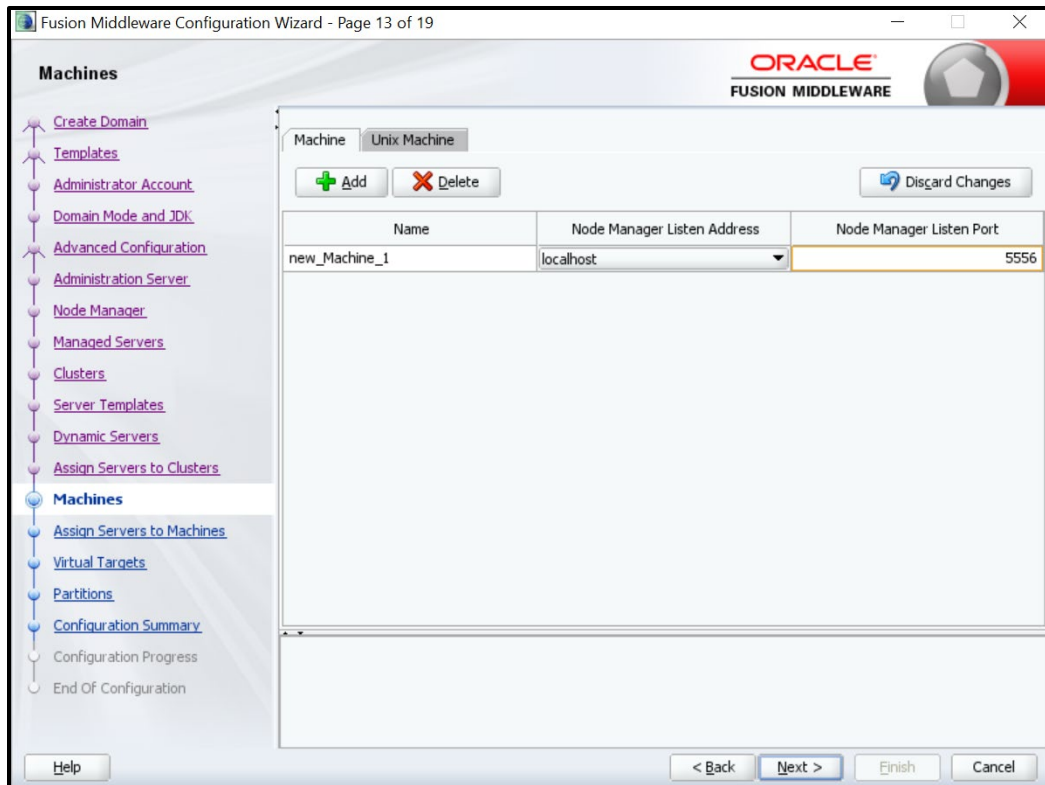 Fusion Middleware Configuration Wizard - Page 13 of 19
Machines
ORACLE
FUSION MIDDLEWARE
Create Domain
Templates
Administrator Account
Domain Mode and JDK
Advanced Configuration
Administration Server
Node Manager
Managed Servers
Clusters
Server Templates
Dynamic Servers
Assign Servers to Clusters
Machines
Assign Servers to Machines
Virtual Targets
Partitions
Configuration Summary
Configuration Progress
End Of Configuration
Machine Unix Machine
Add Delete Discard Changes
Name Node Manager Listen Address Node Manager Listen Port
new_Machine_1 localhost 5556
Help < Back Next > Finish Cancel